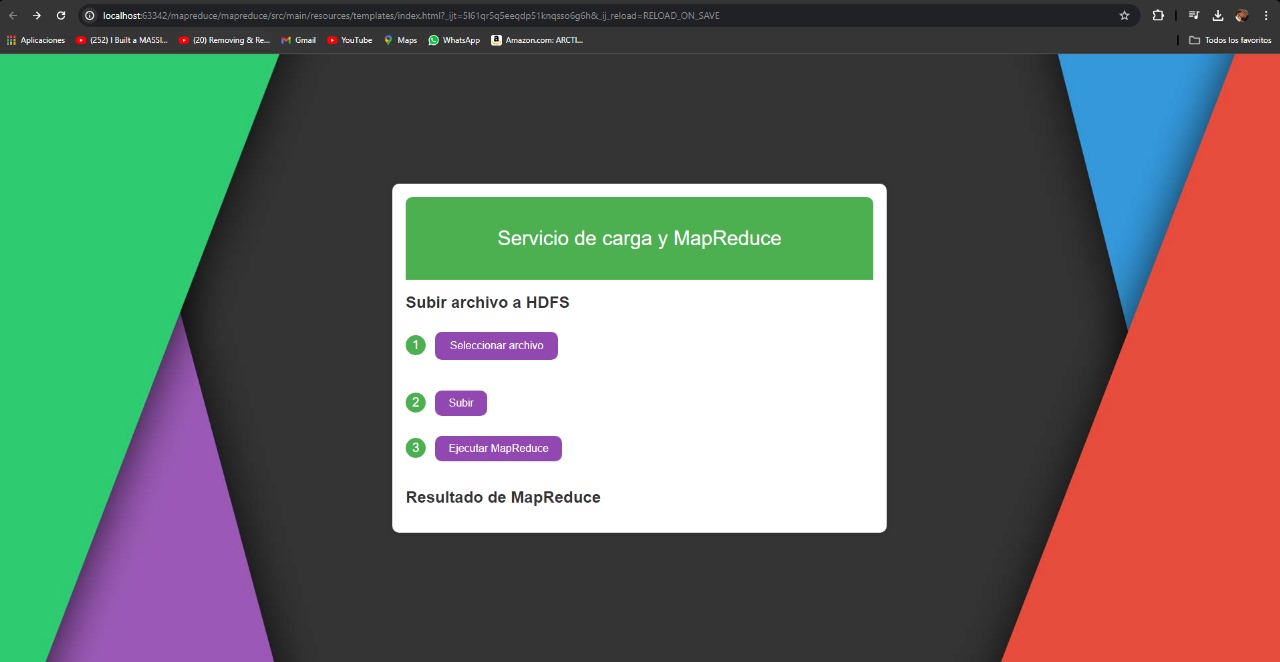 localhost:63342/mapreduce/mapreduce/src/main/resources/templates/index.html?_ijt=5l61qr5q5eeqdp51knqsso6g6h&_ij_reload=RELOAD_ON_SAVE
Aplicaciones (252) I Built a MASSI... (20) Removing & Re... Gmail YouTube Maps WhatsApp Amazon.com: ARCTI... Todos los favoritos
Servicio de carga y MapReduce
Subir archivo a HDFS
1 Seleccionar archivo
2 Subir
3 Ejecutar MapReduce
Resultado de MapReduce